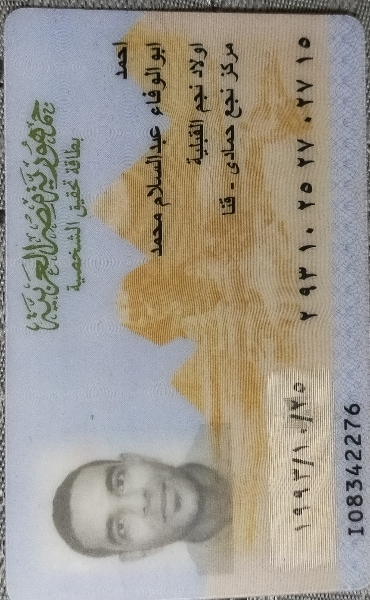 جمهورية مصر العربية
بطاقة تحقيق الشخصية
احمد
ابو الوفاء عبدالسلام محمد
اولاد نجم القبلية
مركز نجع حمادى - قنا
٢٩٣١٠٢٥٢٧٠٢٧١٥
١٩٩٣/١٠/٢٥
IO8342276